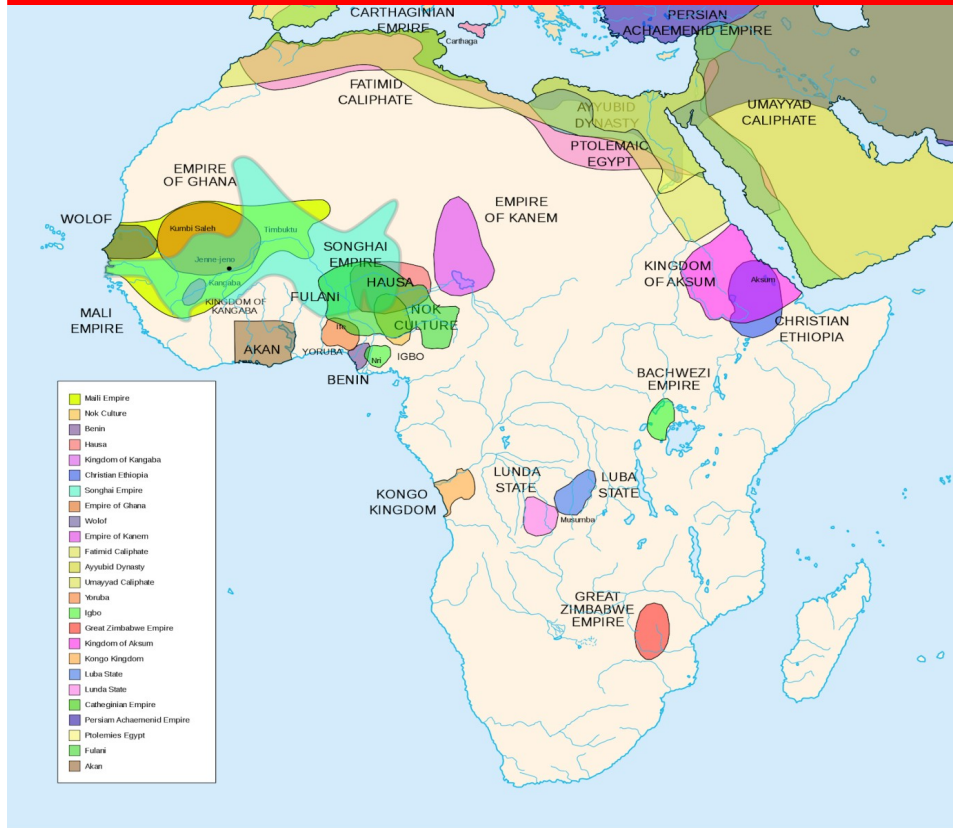 CARTHAGINIAN
EMPIRE
Carthaga
PERSIAN
ACHAEMENID EMPIRE
FATIMID
CALIPHATE
AYYUBID
DYNASTY
UMAYYAD
CALIPHATE
PTOLEMAIC
EGYPT
EMPIRE
OF GHANA
EMPIRE
OF KANEM
WOLOF
Kumbi Saleh
Timbuktu
SONGHAI
EMPIRE
Jenne-jeno
Kangaba
KINGDOM OF
KANGABA
FULANI
HAUSA
NOK
CULTURE
KINGDOM
OF AKSUM
Aksum
CHRISTIAN
ETHIOPIA
MALI
EMPIRE
AKAN
Ife
YORUBA
Nri
IGBO
BENIN
BACHWEZI
EMPIRE
LUNDA
STATE
LUBA
STATE
Musumba
KONGO
KINGDOM
GREAT
ZIMBABWE
EMPIRE
Maili Empire
Nok Culture
Benin
Hausa
Kingdom of Kangaba
Christian Ethiopia
Songhai Empire
Empire of Ghana
Wolof
Empire of Kanem
Fatimid Caliphate
Ayyubid Dynasty
Umayyad Caliphate
Yoruba
Igbo
Great Zimbabwe Empire
Kingdom of Aksum
Kongo Kingdom
Luba State
Lunda State
Catheginian Empire
Persiam Achaemenid Empire
Ptolemies Egypt
Fulani
Akan